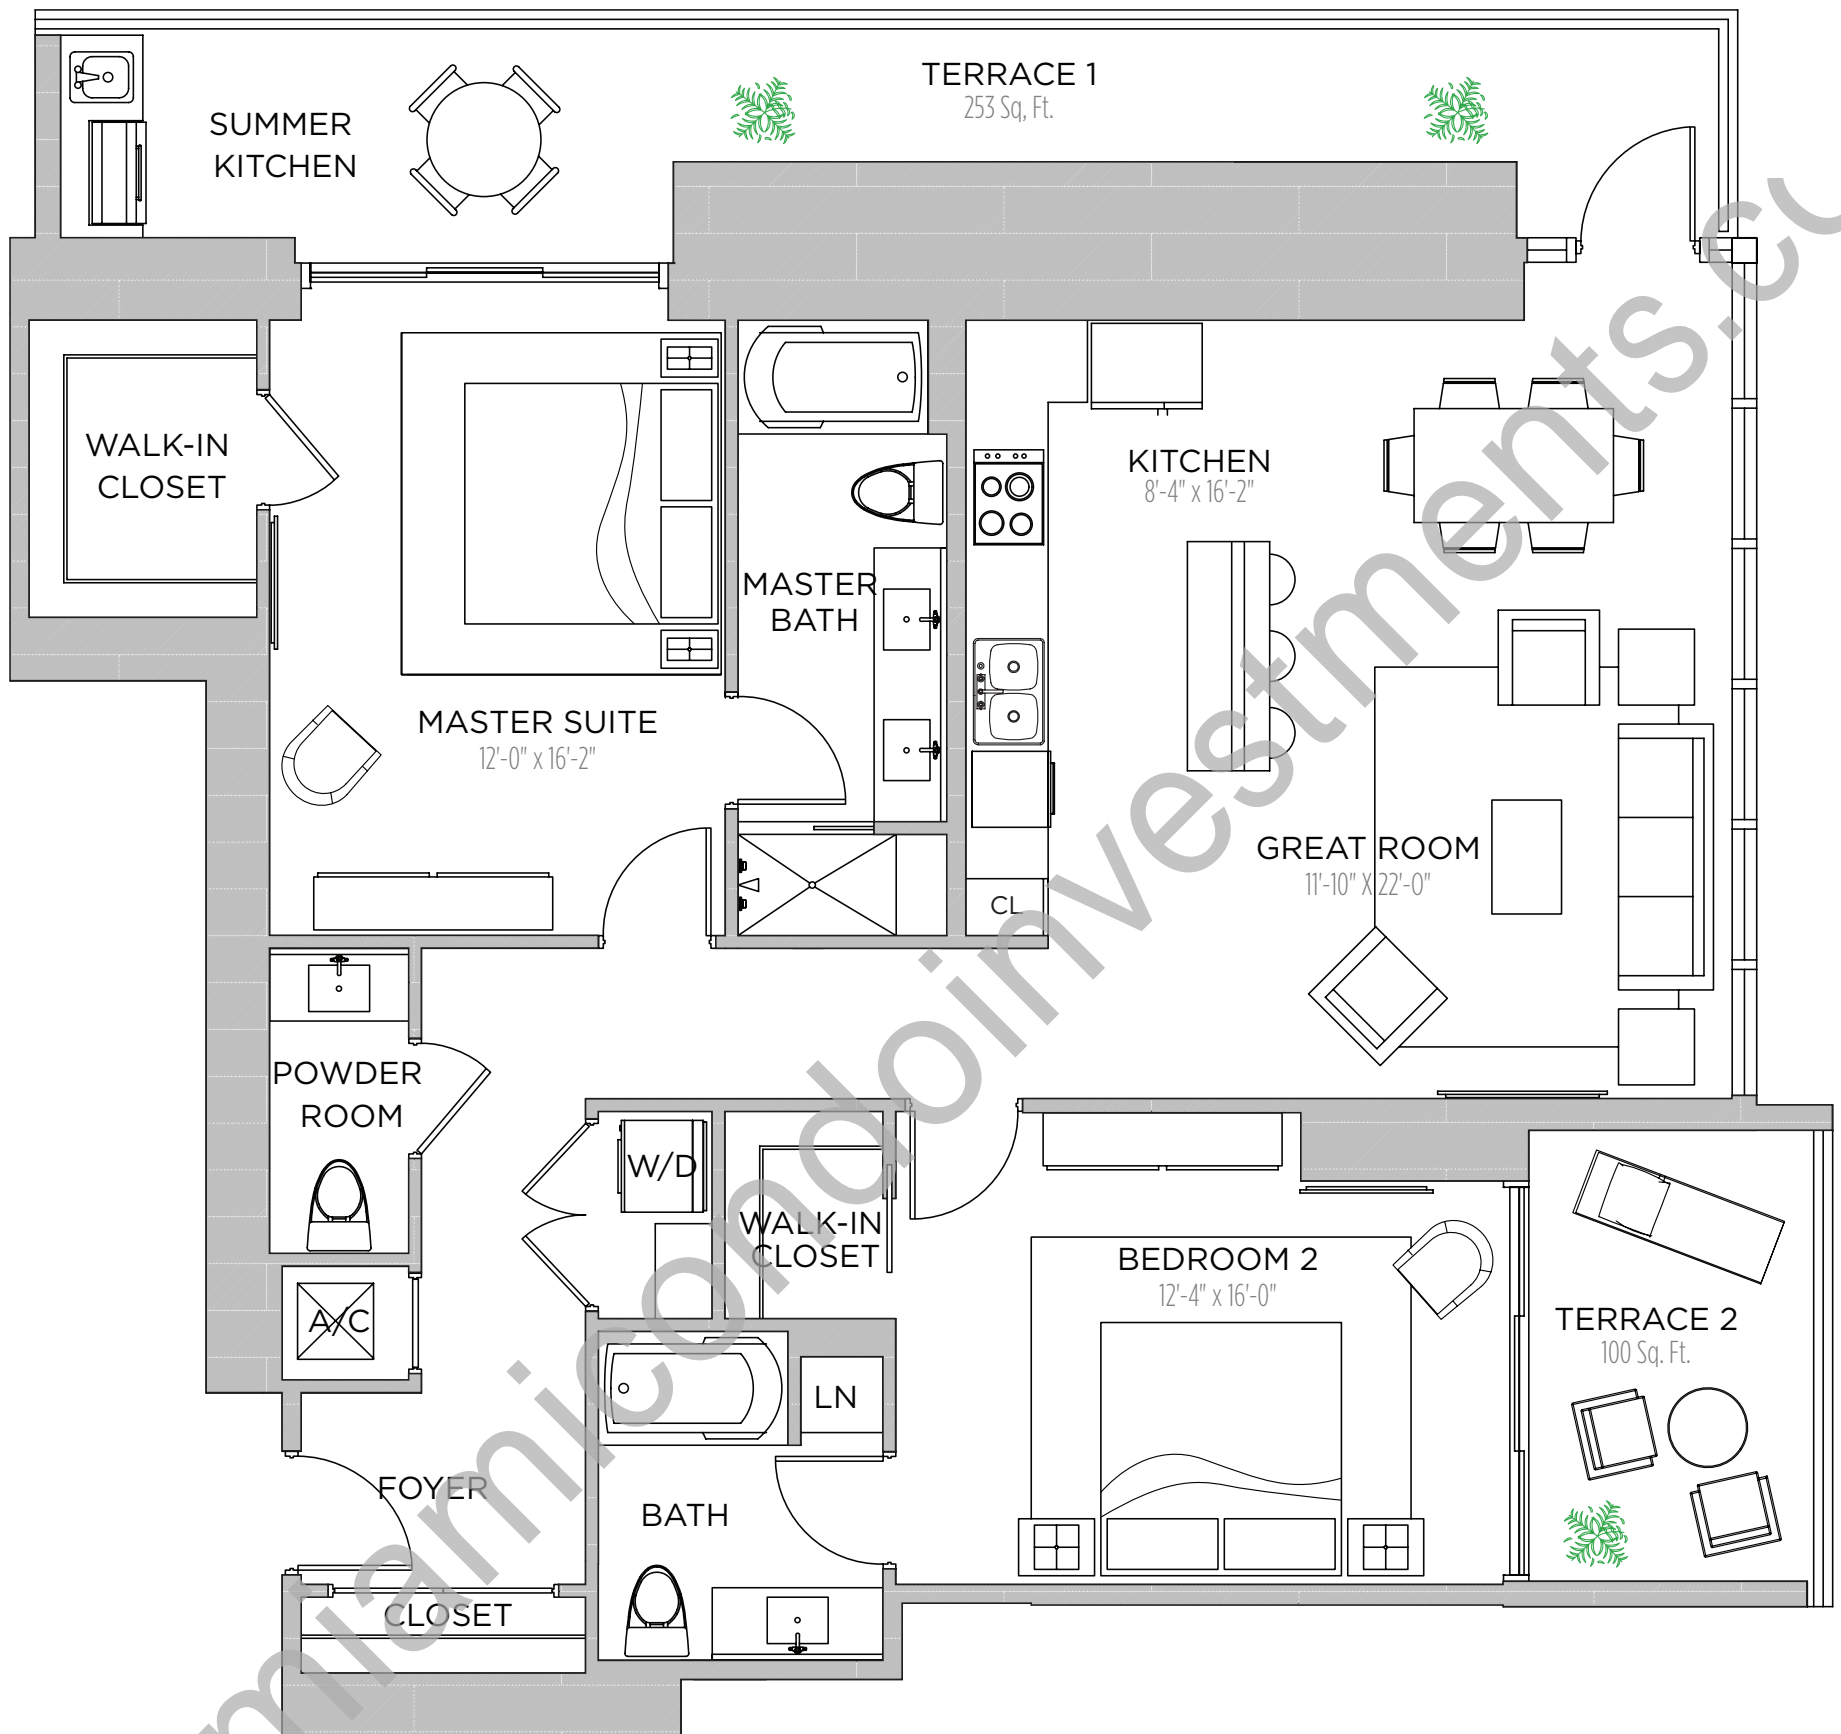 TERRACE 1
253 Sq, Ft.
SUMMER
KITCHEN
WALK-IN
CLOSET
KITCHEN
8'-4" x 16'-2"
MASTER
BATH
MASTER SUITE
12'-0" x 16'-2"
GREAT ROOM
11'-10" X 22'-0"
CL
POWDER
ROOM
W/D
WALK-IN
CLOSET
BEDROOM 2
12'-4" x 16'-0"
A/C
TERRACE 2
100 Sq. Ft.
LN
FOYER
BATH
CLOSET
miamicondoinvestments.co